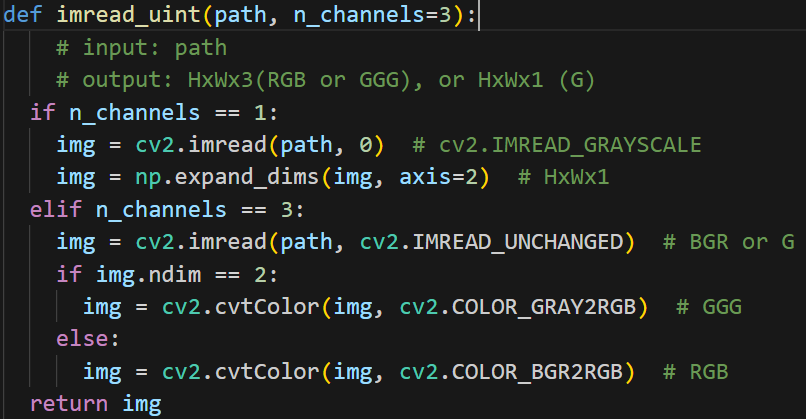 def imread_uint(path, n_channels=3):
    # input: path
    # output: HxWx3(RGB or GGG), or HxWx1 (G)
  if n_channels == 1:
    img = cv2.imread(path, 0)  # cv2.IMREAD_GRAYSCALE
    img = np.expand_dims(img, axis=2)  # HxWx1
  elif n_channels == 3:
    img = cv2.imread(path, cv2.IMREAD_UNCHANGED)  # BGR or G
    if img.ndim == 2:
      img = cv2.cvtColor(img, cv2.COLOR_GRAY2RGB)  # GGG
    else:
      img = cv2.cvtColor(img, cv2.COLOR_BGR2RGB)  # RGB
  return img